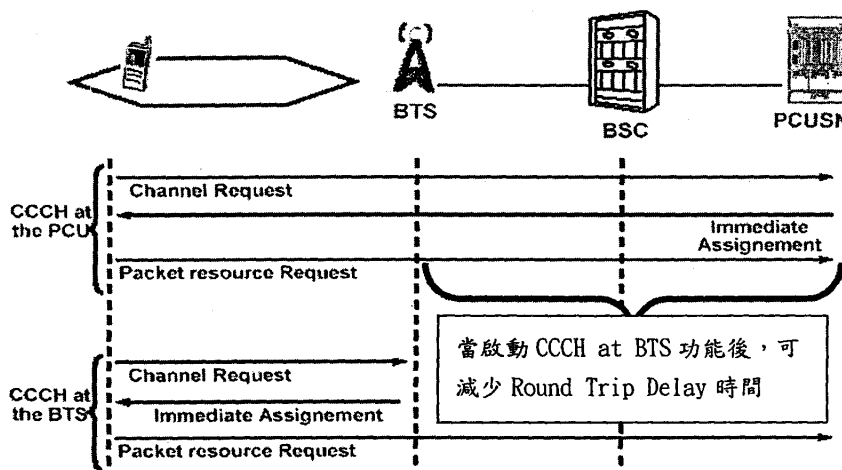 BTS
BSC
PCUSN
CCCH at
the PCU
Channel Request
Immediate
Assignement
Packet resource Request
當啟動 CCCH at BTS 功能後，可
減少 Round Trip Delay 時間
CCCH at
the BTS
Channel Request
Immediate Assignement
Packet resource Request